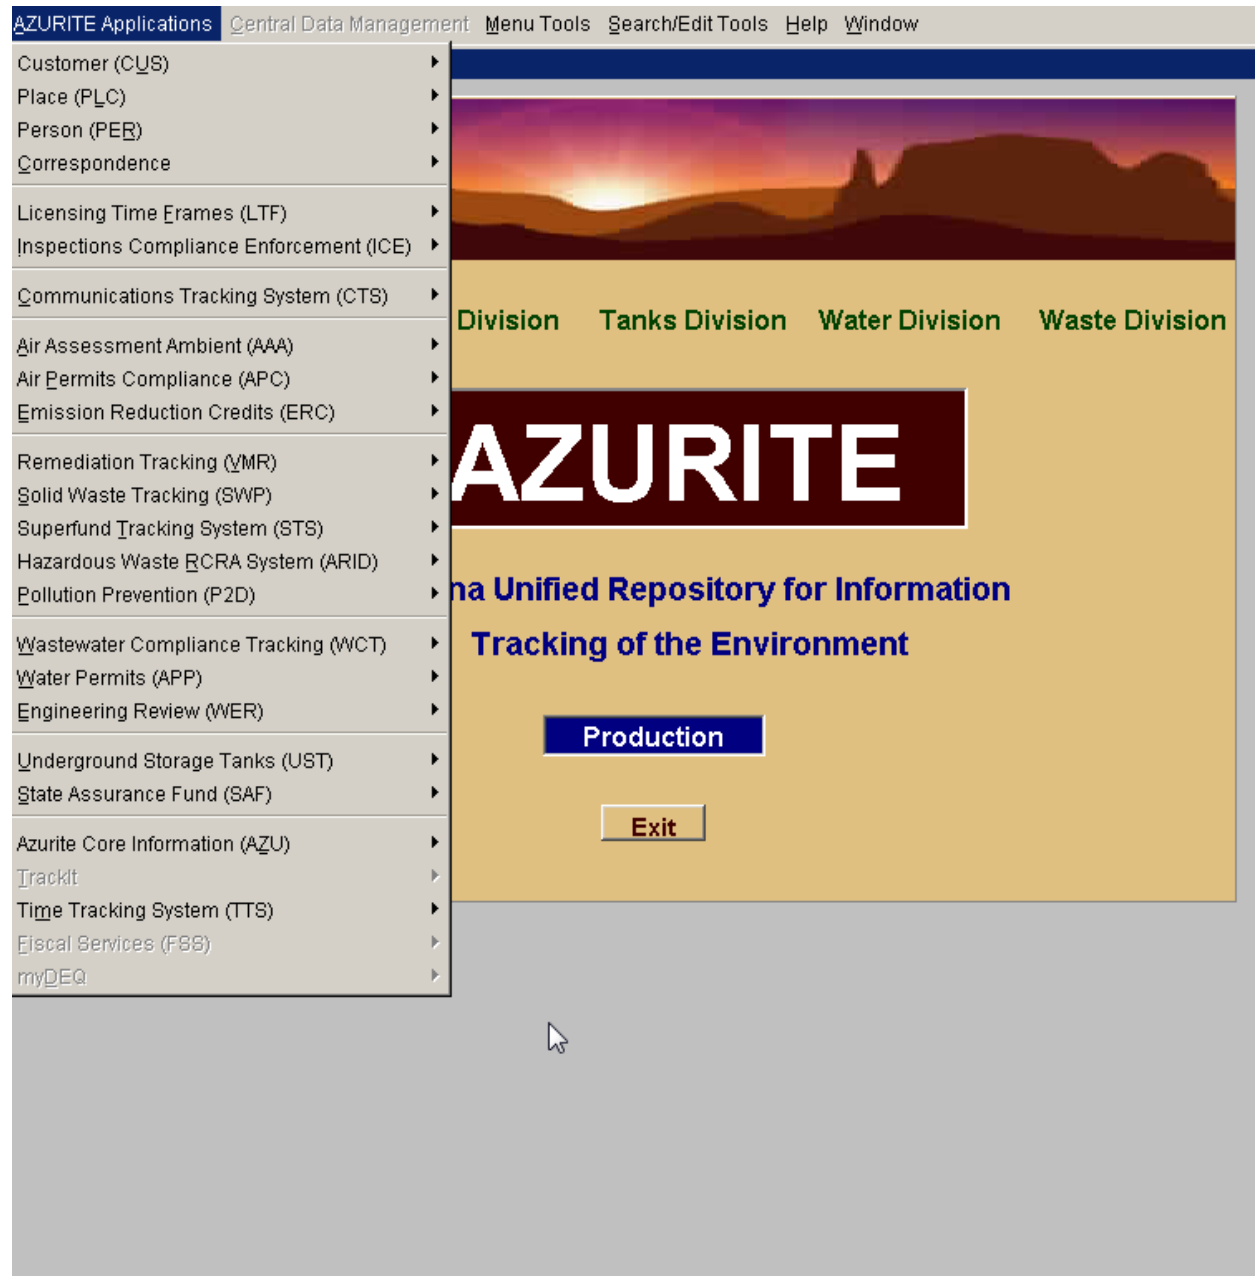 AZURITE Applications Central Data Management Menu Tools Search/Edit Tools Help Window
Customer (CUS)
Place (PLC)
Person (PER)
Correspondence
Licensing Time Frames (LTF)
Inspections Compliance Enforcement (ICE)
Communications Tracking System (CTS)
Air Assessment Ambient (AAA)
Air Permits Compliance (APC)
Emission Reduction Credits (ERC)
Remediation Tracking (VMR)
Solid Waste Tracking (SWP)
Superfund Tracking System (STS)
Hazardous Waste RCRA System (ARID)
Pollution Prevention (P2D)
Wastewater Compliance Tracking (WCT)
Water Permits (APP)
Engineering Review (WER)
Underground Storage Tanks (UST)
State Assurance Fund (SAF)
Azurite Core Information (AZU)
TrackIt
Time Tracking System (TTS)
Fiscal Services (FSS)
myDEQ
Division Tanks Division Water Division Waste Division
AZURITE
na Unified Repository for Information
Tracking of the Environment
Production
Exit